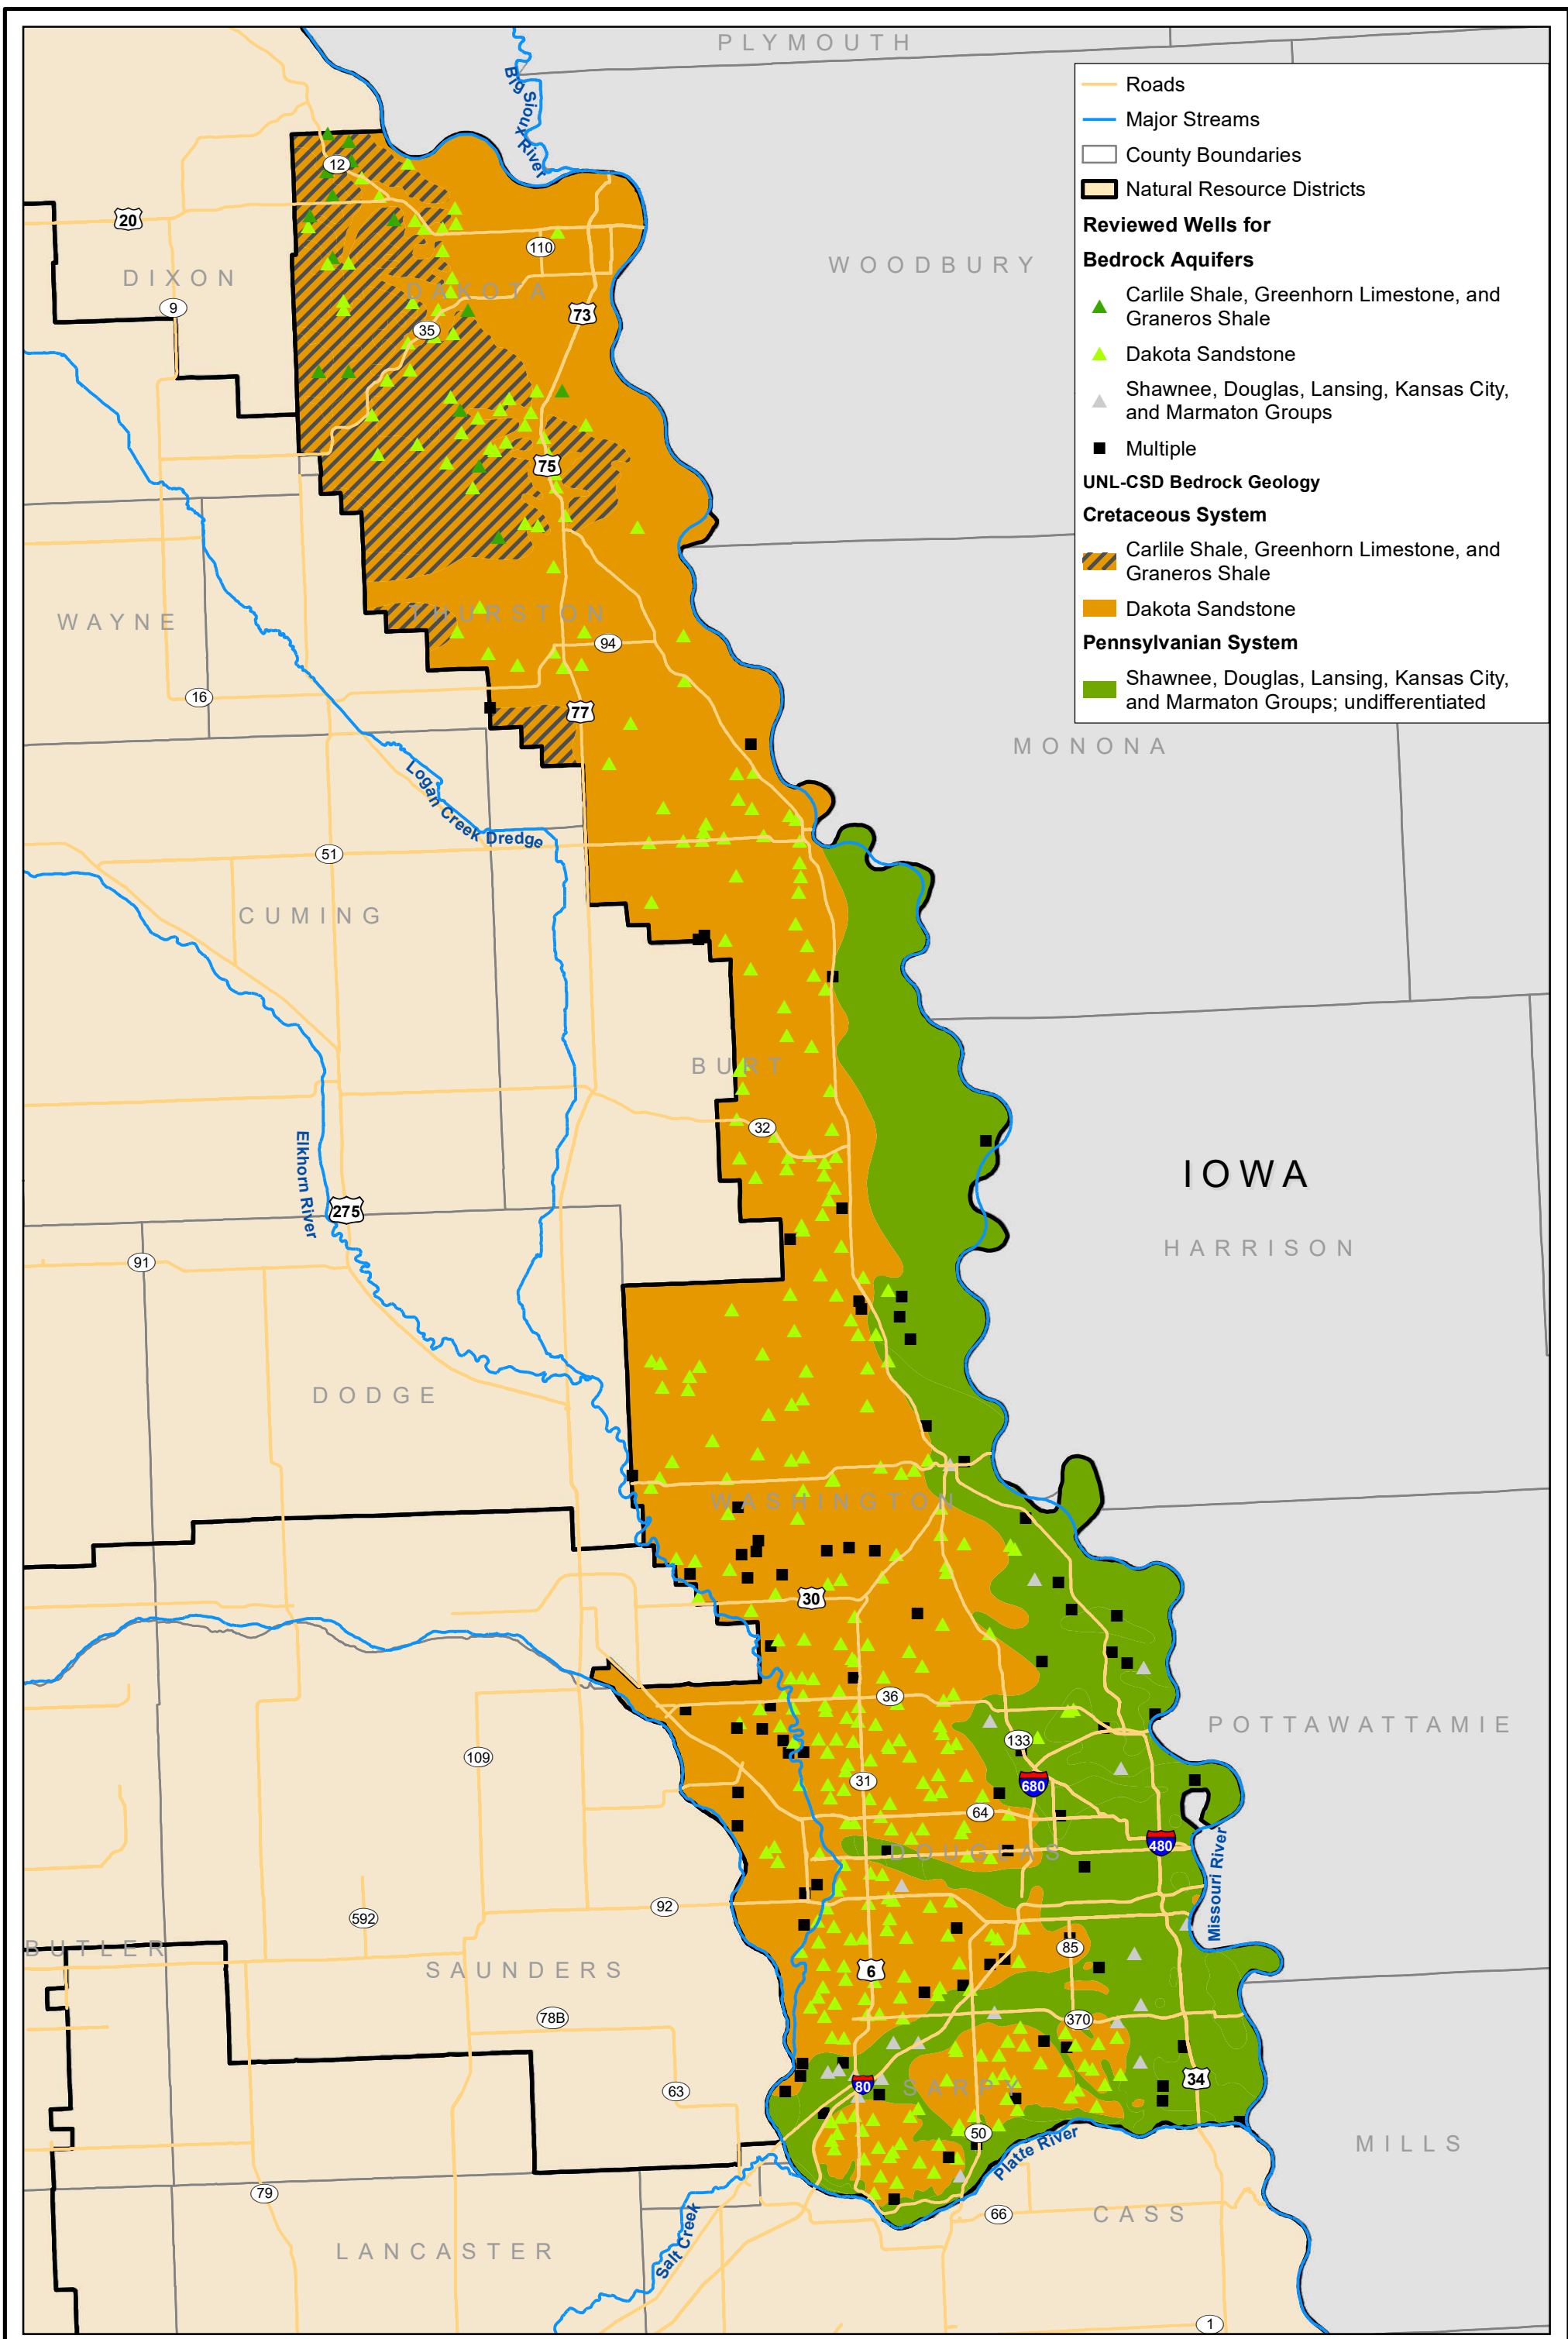 PLYMOUTH
Big Sioux River
Roads
Major Streams
County Boundaries
Natural Resource Districts
Reviewed Wells for
Bedrock Aquifers
Carlile Shale, Greenhorn Limestone, and
Graneros Shale
Dakota Sandstone
Shawnee, Douglas, Lansing, Kansas City,
and Marmaton Groups
Multiple
UNL-CSD Bedrock Geology
Cretaceous System
Carlile Shale, Greenhorn Limestone, and
Graneros Shale
Dakota Sandstone
Pennsylvanian System
Shawnee, Douglas, Lansing, Kansas City,
and Marmaton Groups; undifferentiated
12
20
110
WOODBURY
DIXON
DAKOTA
9
73
35
75
THURSTON
WAYNE
94
16
77
MONONA
Logan Creek Dredge
51
CUMING
BURT
32
Elkhorn River
IOWA
275
HARRISON
91
DODGE
WASHINGTON
30
36
POTTAWATTAMIE
133
109
31
680
64
480
DOUGLAS
Missouri River
92
592
85
BUTLER
SAUNDERS
6
78B
370
63
80
SARPY
34
50
Platte River
MILLS
79
66
CASS
Salt Creek
LANCASTER
1